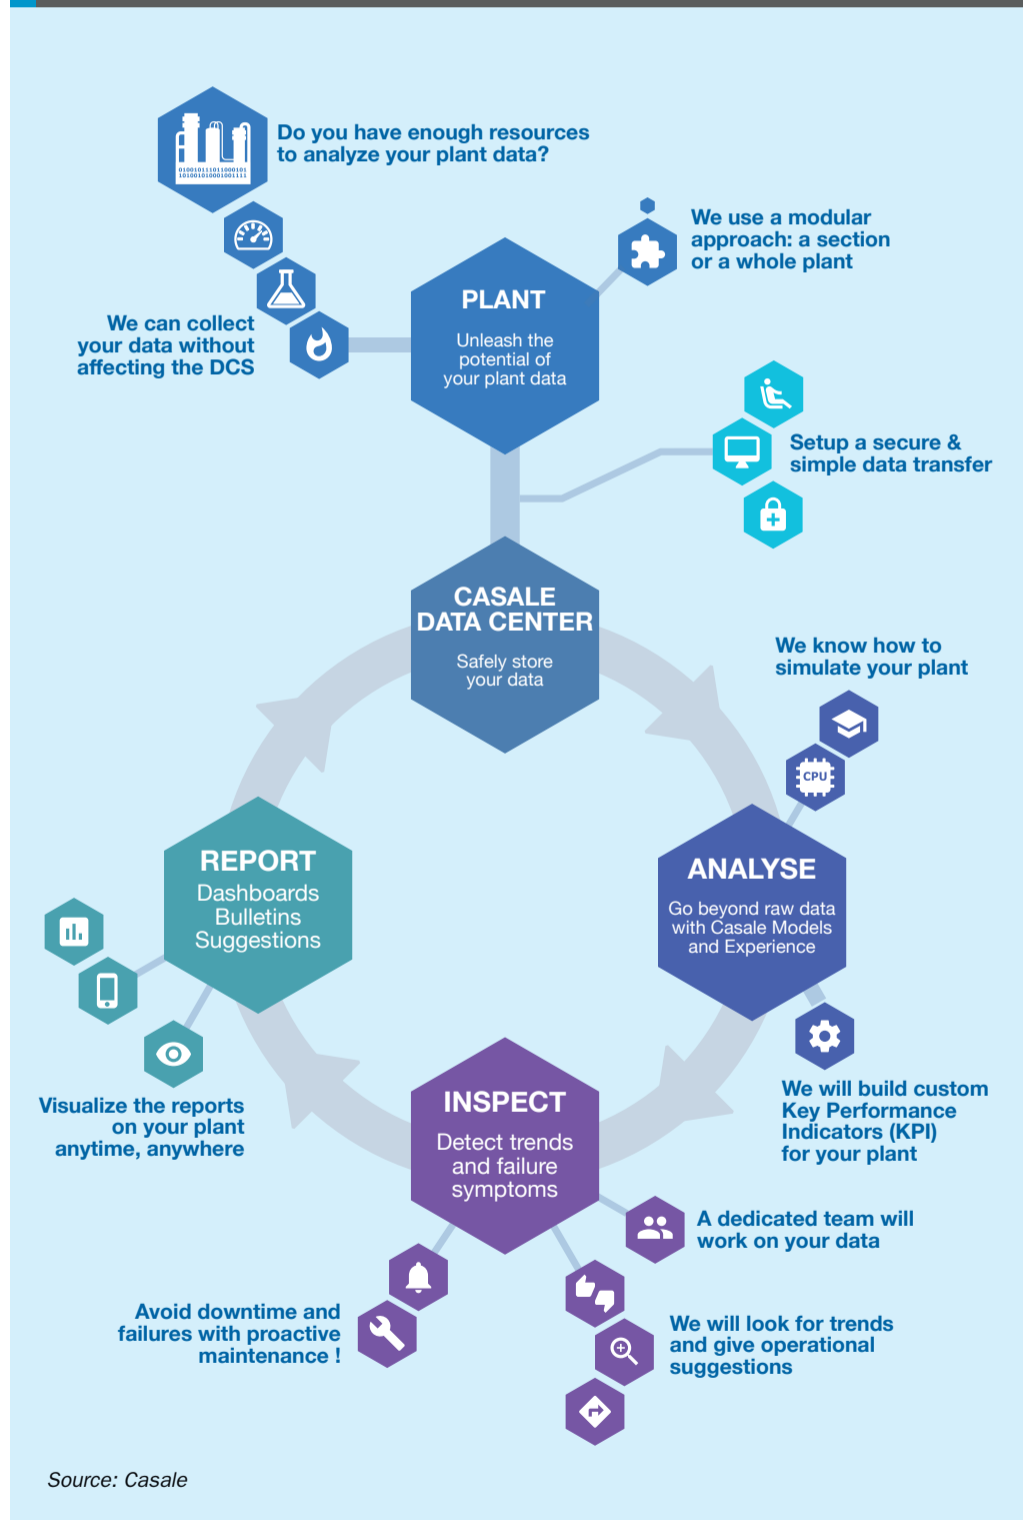 010010111011000101
101001010001001111
Do you have enough resources
to analyze your plant data?
We use a modular
approach: a section
or a whole plant
PLANT
Unleash the
potential of
your plant data
We can collect
your data without
affecting the DCS
Setup a secure &
simple data transfer
CASALE
DATA CENTER
Safely store
your data
We know how to
simulate your plant
CPU
ANALYSE
Go beyond raw data
with Casale Models
and Experience
REPORT
Dashboards
Bulletins
Suggestions
Visualize the reports
on your plant
anytime, anywhere
We will build custom
Key Performance
Indicators (KPI)
for your plant
INSPECT
Detect trends
and failure
symptoms
A dedicated team will
work on your data
Avoid downtime and
failures with proactive
maintenance !
We will look for trends
and give operational
suggestions
Source: Casale